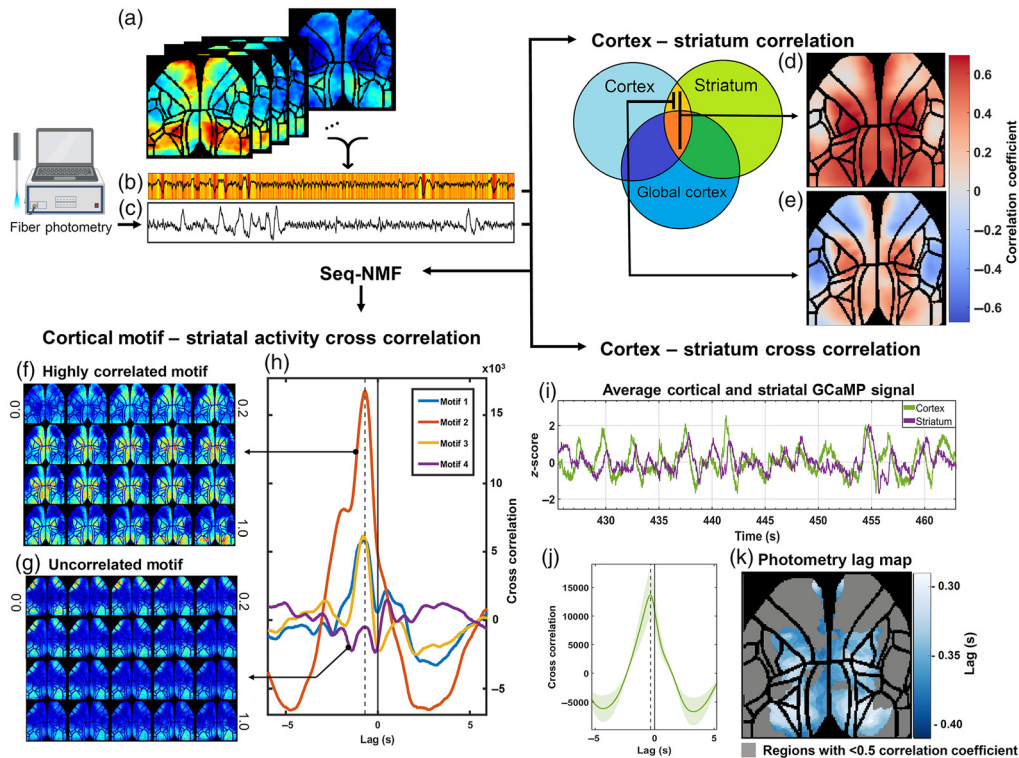 (a)
Cortex – striatum correlation
(d)
Cortex
Striatum
Global cortex
0.6
0.4
0.2
0
−0.2
−0.4
−0.6
Correlation coefficient
...
(b)
(c)
Fiber photometry
(e)
Seq-NMF
Cortical motif – striatal activity cross correlation
Cortex – striatum cross correlation
(f) Highly correlated motif
0.0
0.2
1.0
(g) Uncorrelated motif
0.0
0.2
1.0
(h)
x10³
Motif 1
Motif 2
Motif 3
Motif 4
15
10
5
0
−5
Cross correlation
−5
0
5
Lag (s)
(i)
Average cortical and striatal GCaMP signal
Cortex
Striatum
2
0
−2
z-score
430 435 440 445 450 455 460
Time (s)
(j)
15000
10000
5000
0
−5000
Cross correlation
−5 0 5
Lag (s)
(k) Photometry lag map
0.30
0.35
0.40
Lag (s)
Regions with <0.5 correlation coefficient